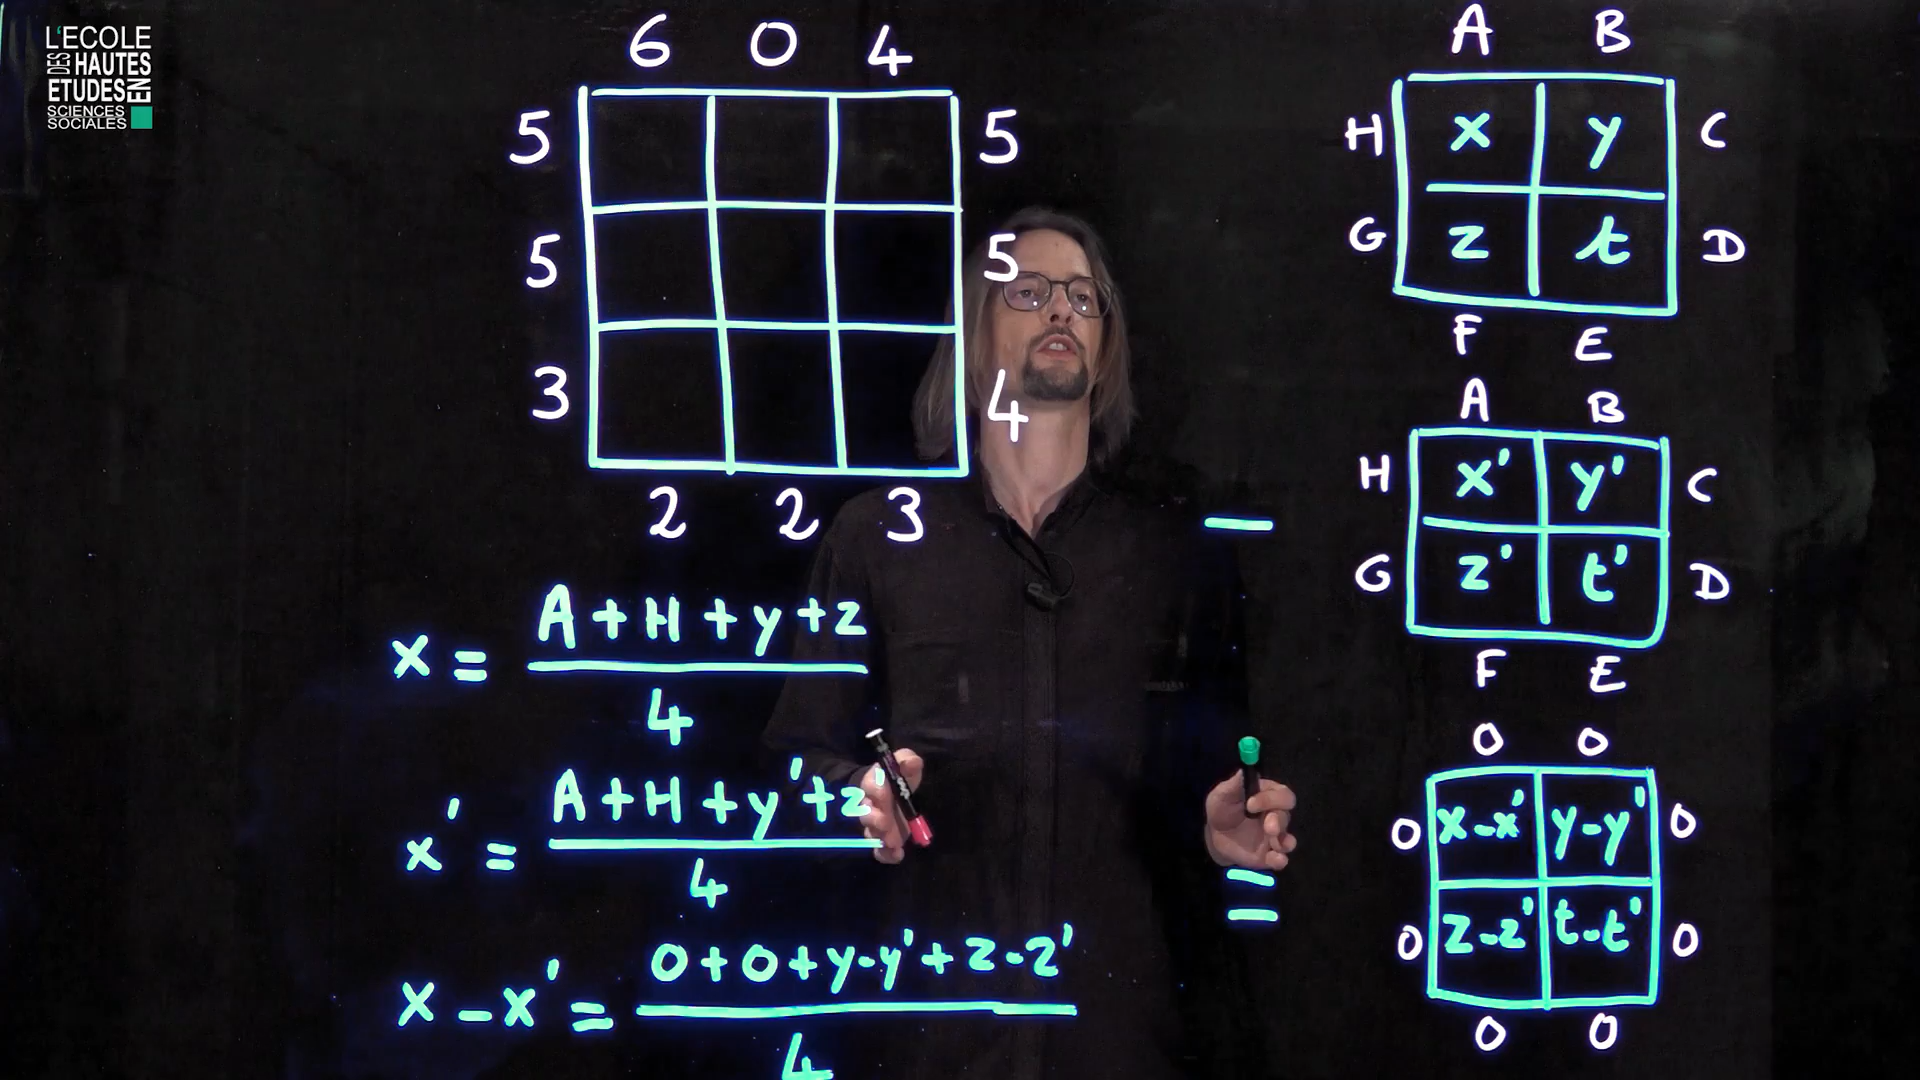 L'ECOLE
DES HAUTES
ETUDES EN
SCIENCES
SOCIALES
6 0 4
5 5
5 5
3 4
2 2 3
x = A + H + y + z
4
x' = A + H + y' + z'
4
x - x' = 0 + 0 + y - y' + z - z'
4
A B
H x y C
G z t D
F E
-
A B
H x' y' C
G z' t' D
F E
=
0 0
0 x - x' y - y' 0
0 z - z' t - t' 0
0 0